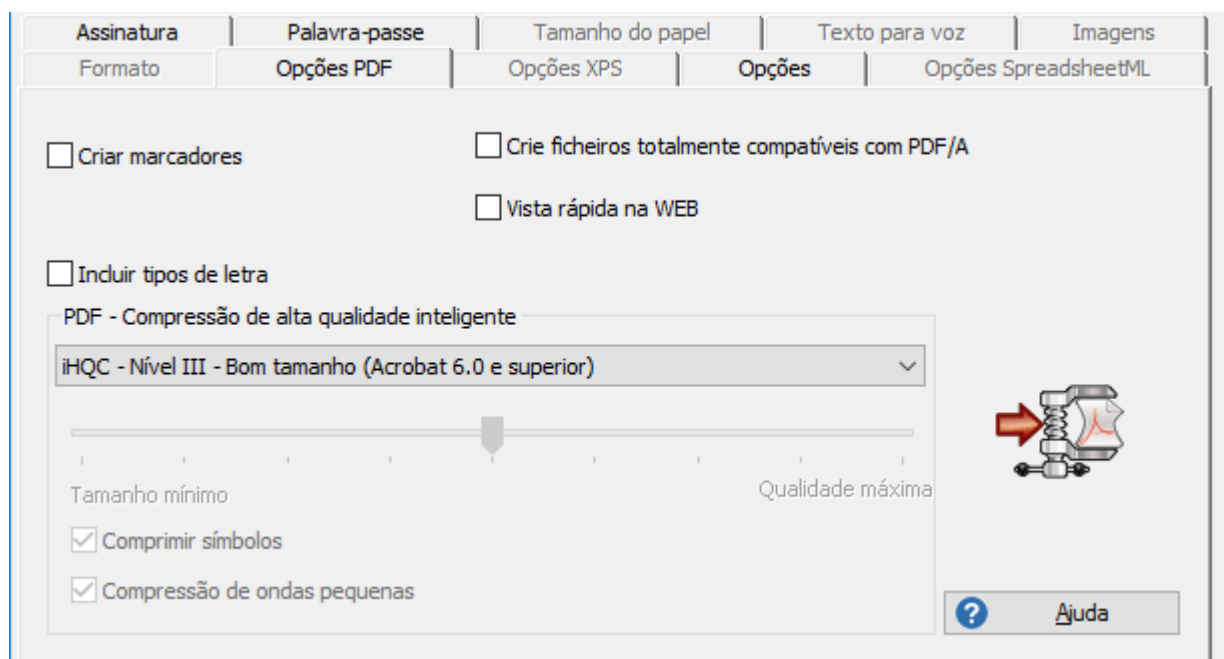 Assinatura Palavra-passe Tamanho do papel Texto para voz Imagens
Formato Opções PDF Opções XPS Opções Opções SpreadsheetML
Criar marcadores
Crie ficheiros totalmente compatíveis com PDF/A
Vista rápida na WEB
Incluir tipos de letra
PDF - Compressão de alta qualidade inteligente
iHQC - Nível III - Bom tamanho (Acrobat 6.0 e superior)
Tamanho mínimo Qualidade máxima
Comprimir símbolos
Compressão de ondas pequenas
? Ajuda